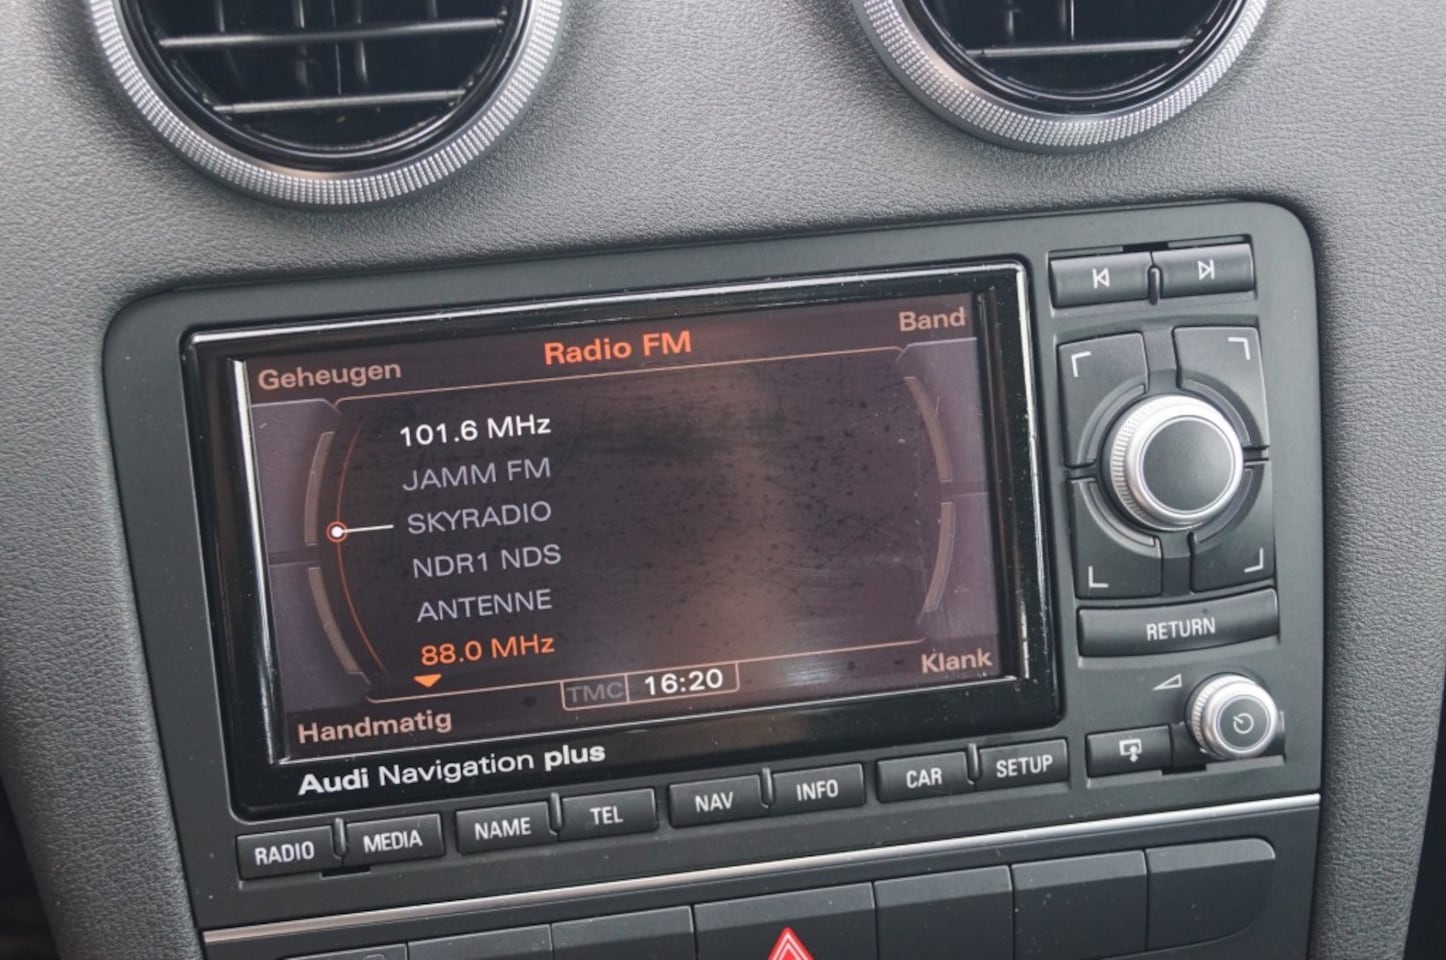 Geheugen Radio FM Band
101.6 MHz
JAMM FM
SKYRADIO
NDR1 NDS
ANTENNE
88.0 MHz
Handmatig TMC 16:20 Klank
Audi Navigation plus
RADIO MEDIA NAME TEL NAV INFO CAR SETUP
RETURN